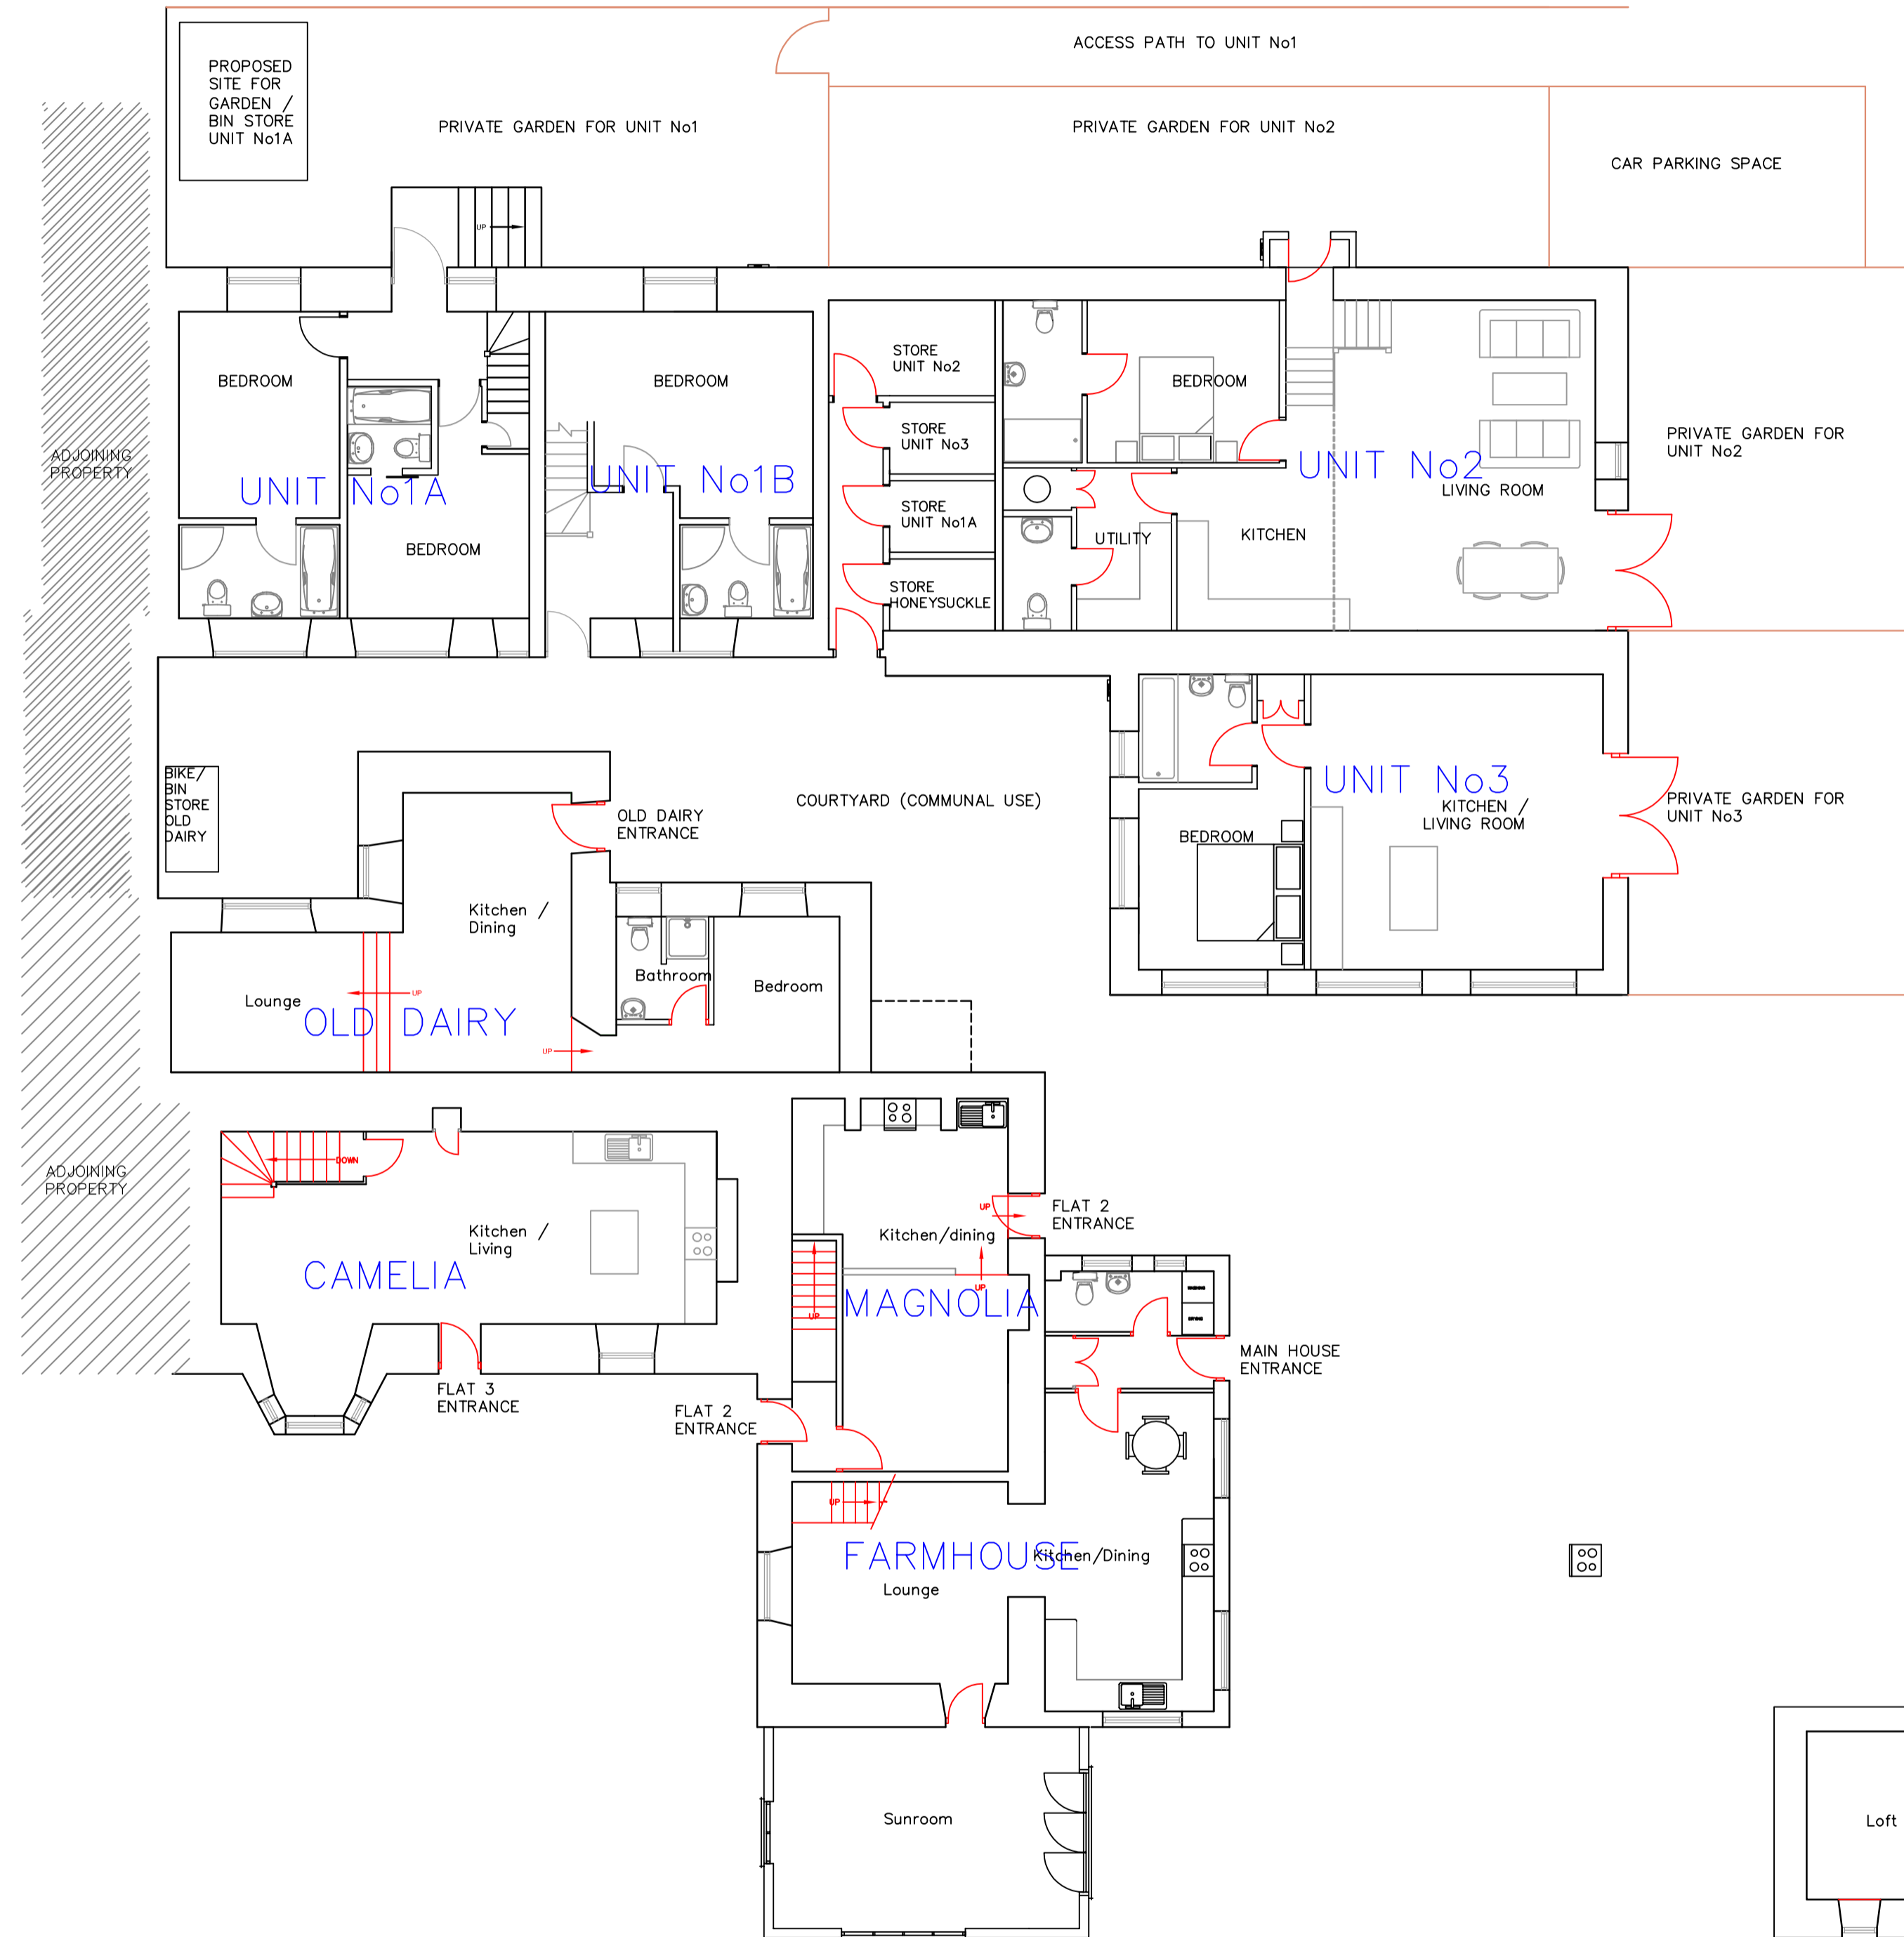 ACCESS PATH TO UNIT No1
PROPOSED
SITE FOR
GARDEN /
BIN STORE
UNIT No1A
PRIVATE GARDEN FOR UNIT No1
PRIVATE GARDEN FOR UNIT No2
CAR PARKING SPACE
UP
BEDROOM
BEDROOM
STORE
UNIT No2
BEDROOM
STORE
UNIT No3
PRIVATE GARDEN FOR
UNIT No2
ADJOINING
PROPERTY
UNIT No1A
UNIT No1B
UNIT No2
LIVING ROOM
STORE
UNIT No1A
BEDROOM
UTILITY
KITCHEN
STORE
HONEYSUCKLE
BIKE/
BIN
STORE
OLD
DAIRY
OLD DAIRY
ENTRANCE
COURTYARD (COMMUNAL USE)
UNIT No3
KITCHEN /
LIVING ROOM
BEDROOM
PRIVATE GARDEN FOR
UNIT No3
Kitchen /
Dining
Bathroom
Bedroom
Lounge
UP
OLD DAIRY
UP
ADJOINING
PROPERTY
DOWN
Kitchen /
Living
CAMELIA
Kitchen/dining
UP
FLAT 2
ENTRANCE
UP
UP
MAGNOLIA
WASHING
DRYING
MAIN HOUSE
ENTRANCE
FLAT 3
ENTRANCE
FLAT 2
ENTRANCE
UP
FARMHOUSE
Kitchen/Dining
Lounge
Sunroom
Loft